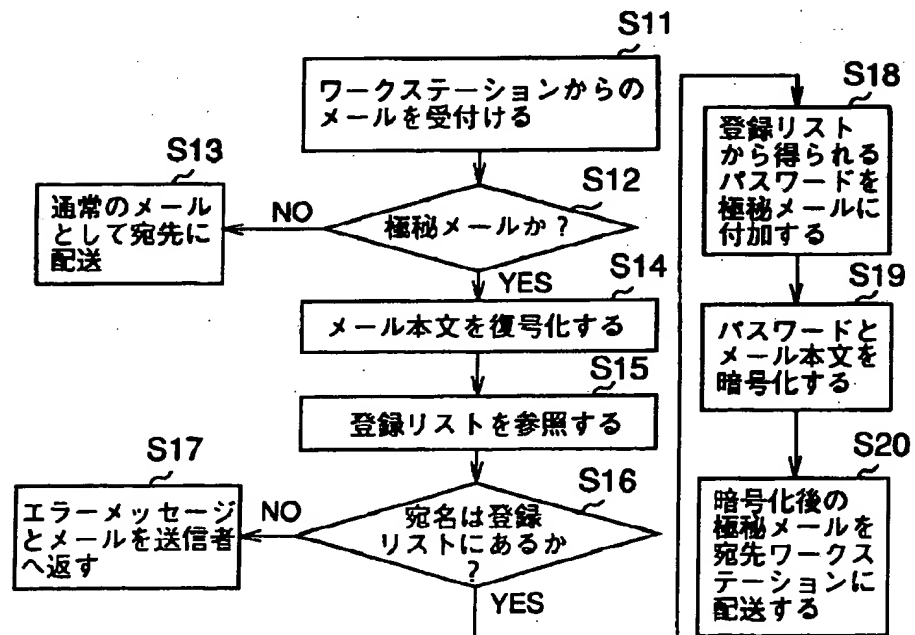 S11
ワークステーションからの
メールを受付ける
S12
極秘メールか?
NO
S13
通常のメール
として宛先に
配送
YES
S14
メール本文を復号化する
S15
登録リストを参照する
S16
宛名は登録
リストにあるか
?
NO
S17
エラーメッセージ
とメールを送信者
へ返す
YES
S18
登録リスト
から得られる
パスワードを
極秘メールに
付加する
S19
パスワードと
メール本文を
暗号化する
S20
暗号化後の
極秘メールを
宛先ワークス
テーションに
配送する